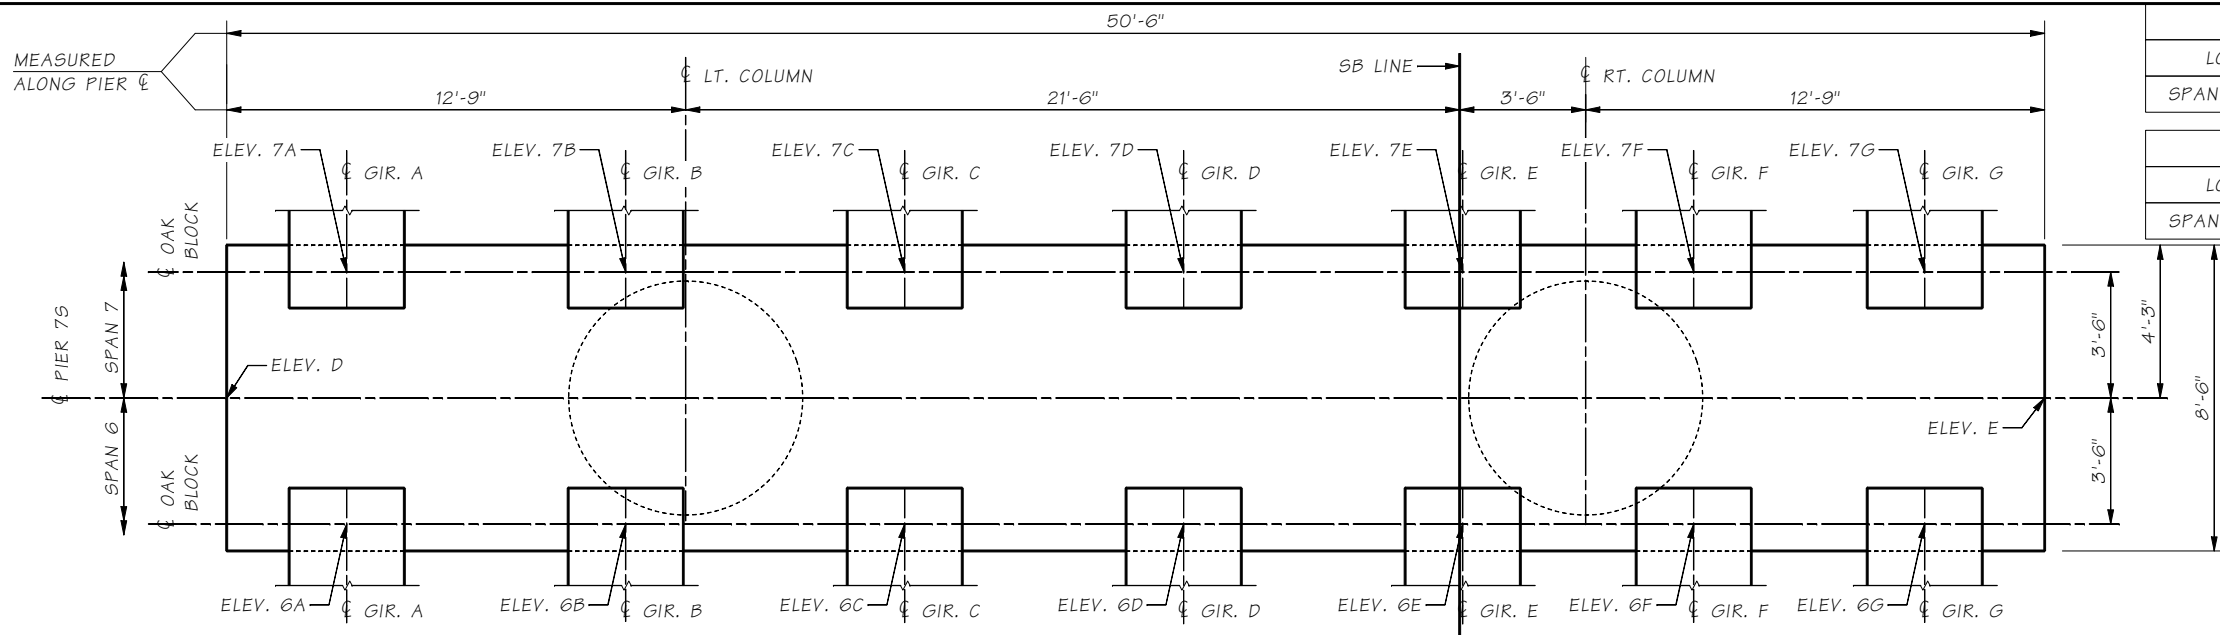 50'-6"
MEASURED
ALONG PIER ℄
℄ LT. COLUMN
SB LINE
℄ RT. COLUMN
LO
SPAN
12'-9"
21'-6"
3'-6"
12'-9"
ELEV. 7A
ELEV. 7B
ELEV. 7C
ELEV. 7D
ELEV. 7E
ELEV. 7F
ELEV. 7G
℄ GIR. A
℄ GIR. B
℄ GIR. C
℄ GIR. D
℄ GIR. E
℄ GIR. F
℄ GIR. G
LO
SPAN
℄ OAK
BLOCK
℄ PIER 7S
SPAN 7
SPAN 6
ELEV. D
ELEV. E
3'-6"
4'-3"
8'-6"
3'-6"
℄ OAK
BLOCK
ELEV. 6A
ELEV. 6B
ELEV. 6C
ELEV. 6D
ELEV. 6E
ELEV. 6F
ELEV. 6G
℄ GIR. A
℄ GIR. B
℄ GIR. C
℄ GIR. D
℄ GIR. E
℄ GIR. F
℄ GIR. G